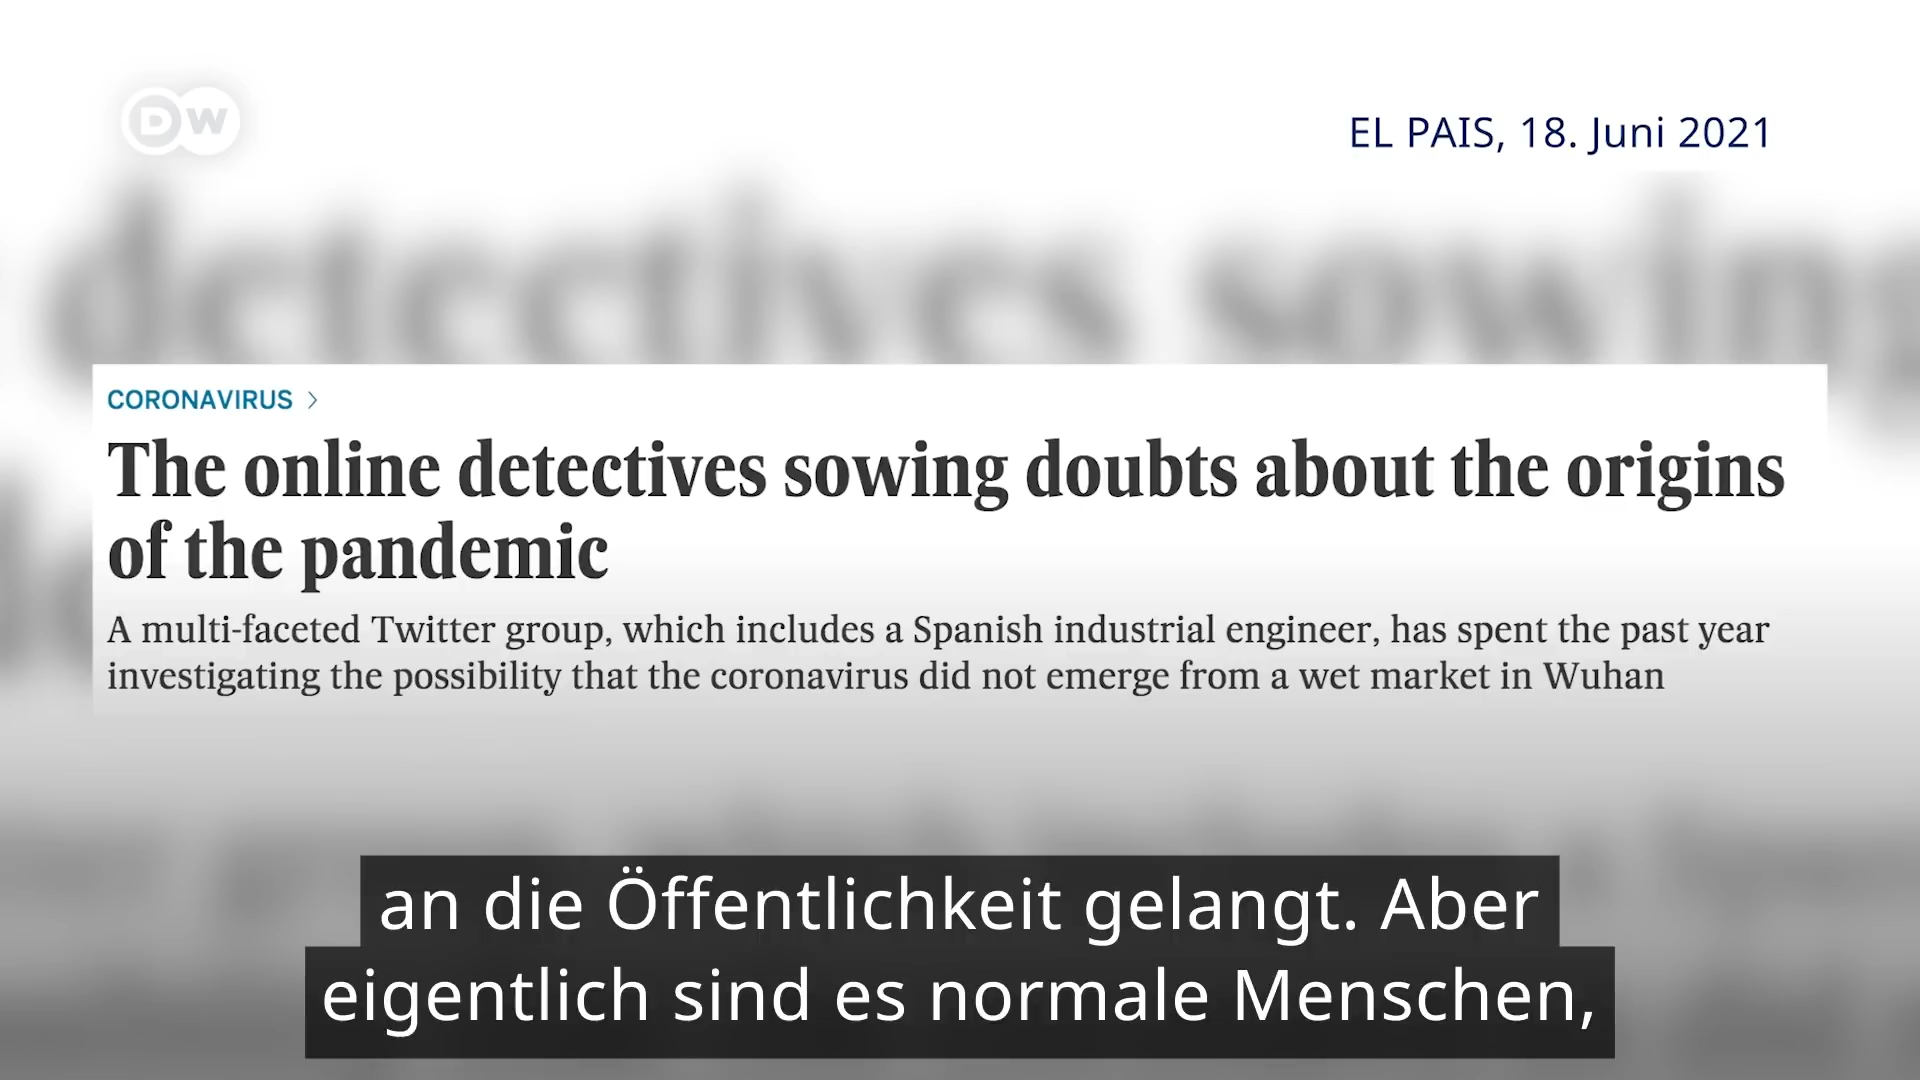 DW
EL PAIS, 18. Juni 2021
detectives sowing
CORONAVIRUS >
The online detectives sowing doubts about the origins
of the pandemic
A multi-faceted Twitter group, which includes a Spanish industrial engineer, has spent the past year
investigating the possibility that the coronavirus did not emerge from a wet market in Wuhan
an die Öffentlichkeit gelangt. Aber
eigentlich sind es normale Menschen,